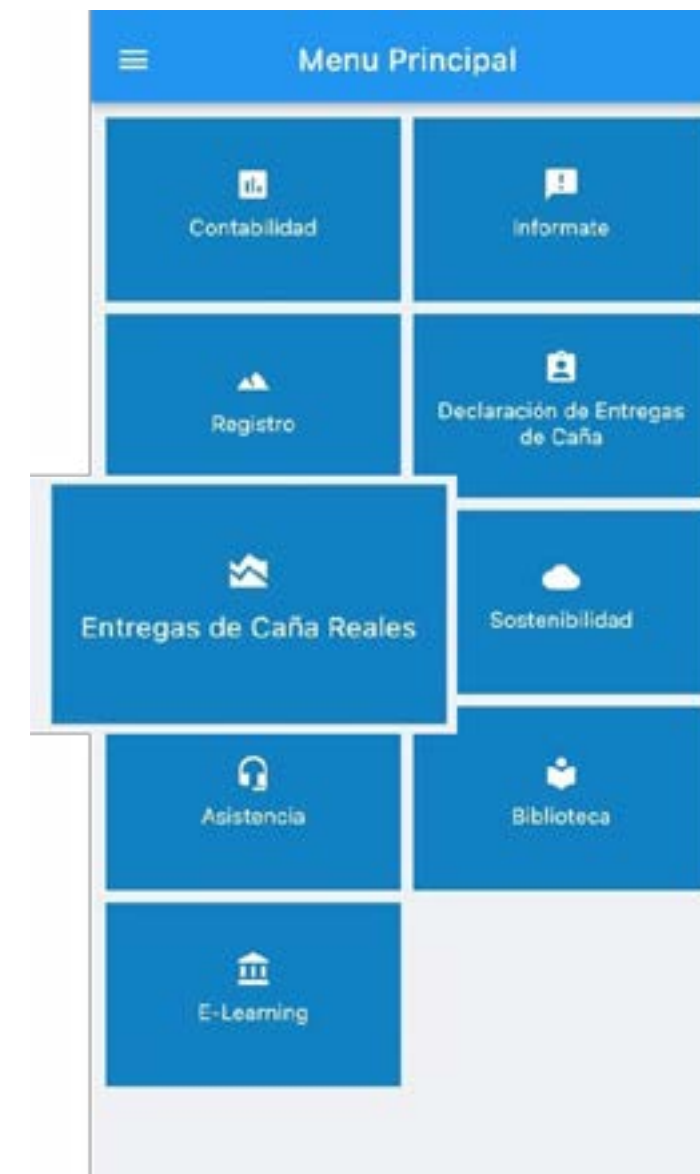 Menu Principal
Contabilidad
Informate
Registro
Declaración de Entregas
de Caña
Entregas de Caña Reales
Sostenibilidad
Asistencia
Biblioteca
E-Learning